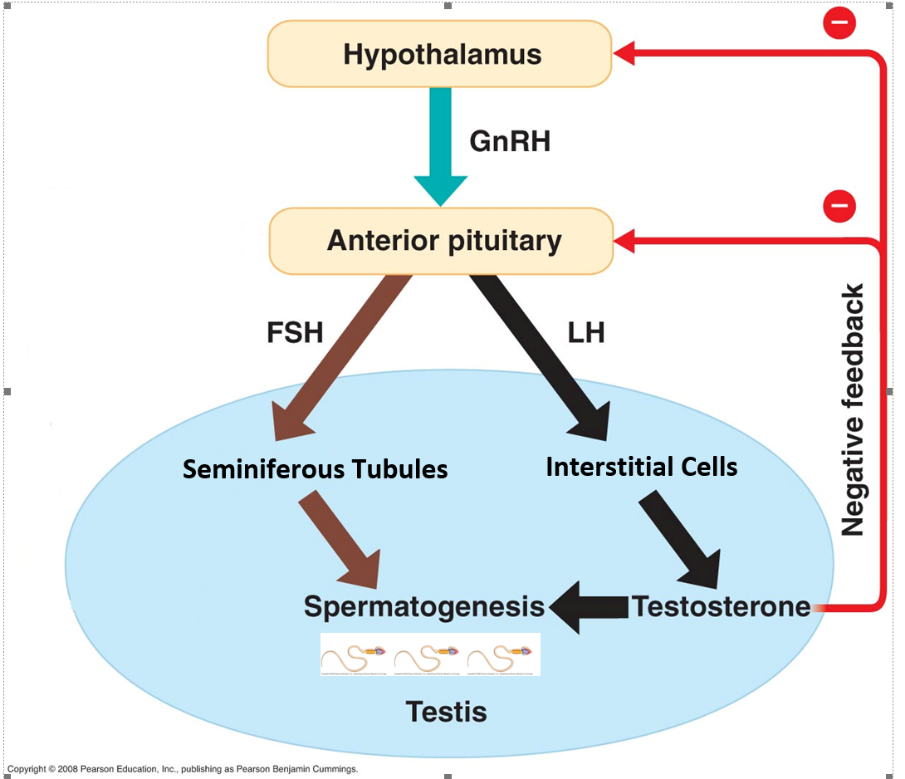 Hypothalamus
GnRH
Anterior pituitary
FSH
LH
Negative feedback
Seminiferous Tubules
Interstitial Cells
Spermatogenesis
Testosterone
Testis
Copyright © 2008 Pearson Education, Inc., publishing as Pearson Benjamin Cummings.